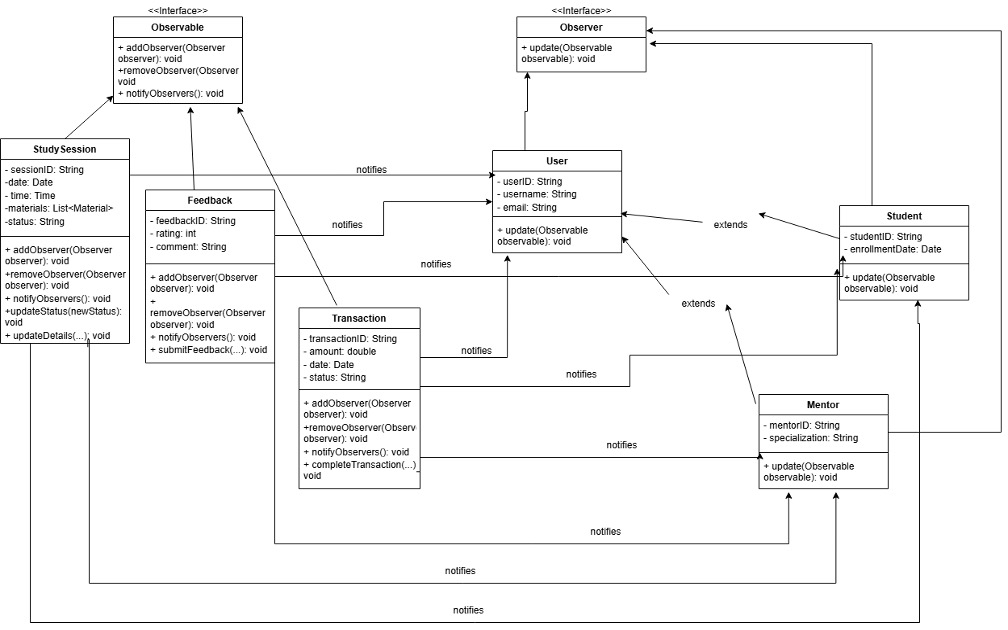 <<Interface>>
Observable
+ addObserver(Observer
observer): void
+removeObserver(Observer
void
+ notifyObservers(): void
<<Interface>>
Observer
+ update(Observable
observable): void
StudySession
- sessionID: String
-date: Date
- time: Time
-materials: List<Material>
-status: String
+ addObserver(Observer
observer): void
+removeObserver(Observer
observer): void
+ notifyObservers(): void
+updateStatus(newStatus):
void
+ updateDetails(...): void
notifies
User
- userID: String
- username: String
- email: String
+ update(Observable
observable): void
Feedback
- feedbackID: String
- rating: int
- comment: String
+ addObserver(Observer
observer): void
+
removeObserver(Observer
observer): void
+ notifyObservers(): void
+ submitFeedback(...): void
notifies
notifies
extends
Student
- studentID: String
- enrollmentDate: Date
+ update(Observable
observable): void
extends
Transaction
- transactionID: String
- amount: double
- date: Date
- status: String
+ addObserver(Observer
observer): void
+removeObserver(Observ
observer): void
+ notifyObservers(): void
+ completeTransaction(...)
void
notifies
notifies
notifies
Mentor
- mentorID: String
- specialization: String
+ update(Observable
observable): void
notifies
notifies
notifies